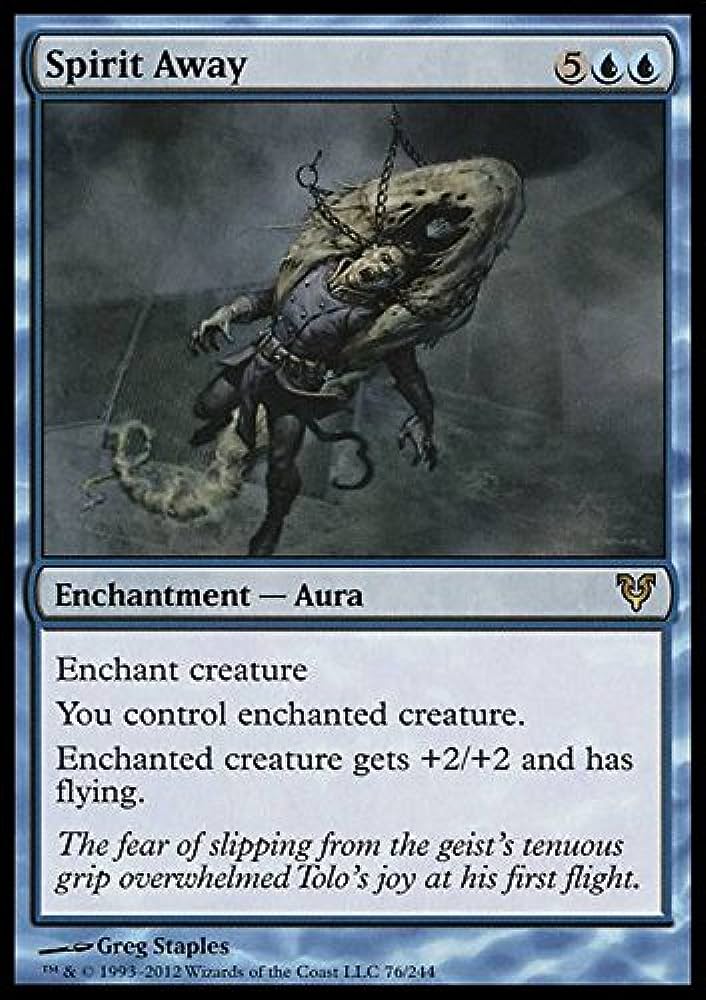 Spirit Away 5
Enchantment — Aura
Enchant creature
You control enchanted creature.
Enchanted creature gets +2/+2 and has
flying.
The fear of slipping from the geist's tenuous
grip overwhelmed Tolo's joy at his first flight.
Greg Staples
™ & © 1993-2012 Wizards of the Coast LLC 76/244